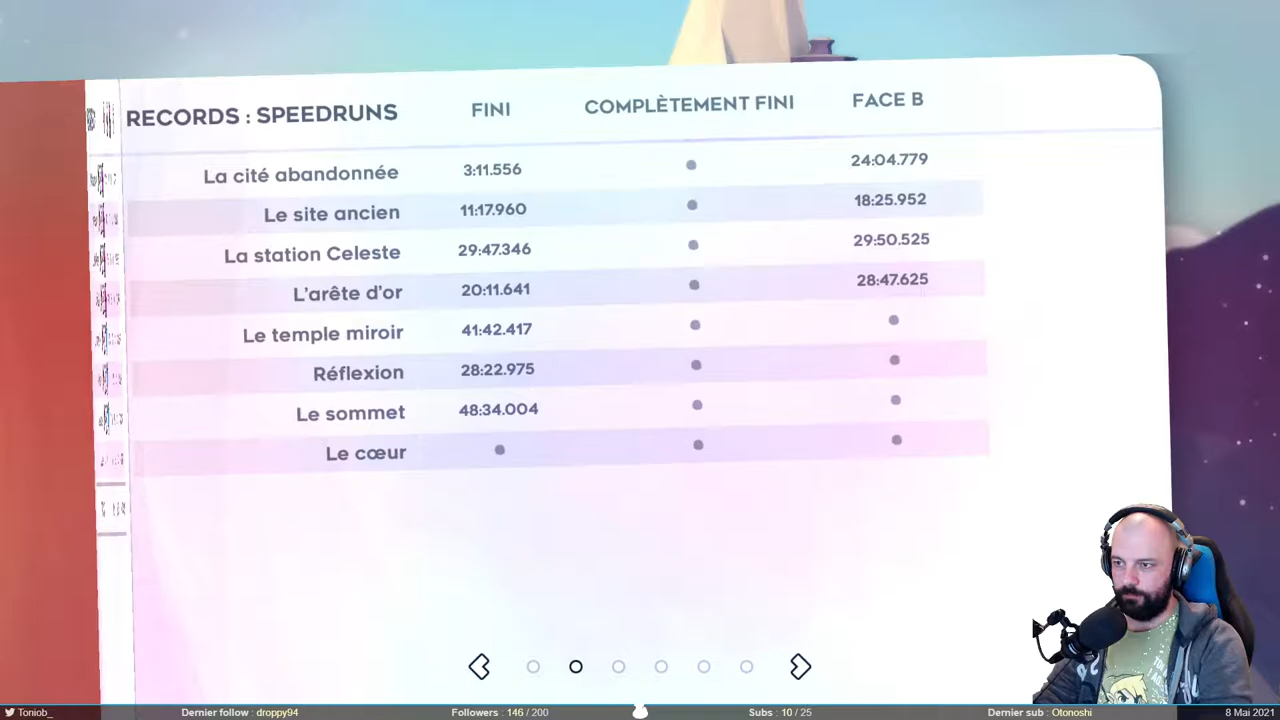 RECORDS : SPEEDRUNS FINI COMPLÈTEMENT FINI FACE B
La cité abandonnée 3:11.556 24:04.779
Le site ancien 11:17.960 18:25.952
La station Celeste 29:47.346 29:50.525
L'arête d'or 20:11.641 28:47.625
Le temple miroir 41:42.417
Réflexion 28:22.975
Le sommet 48:34.004
Le cœur
Toniob_ Dernier follow : droppy94 Followers : 146 / 200 Subs : 10 / 25 Dernier sub : Otonoshi 8 Mai 2021